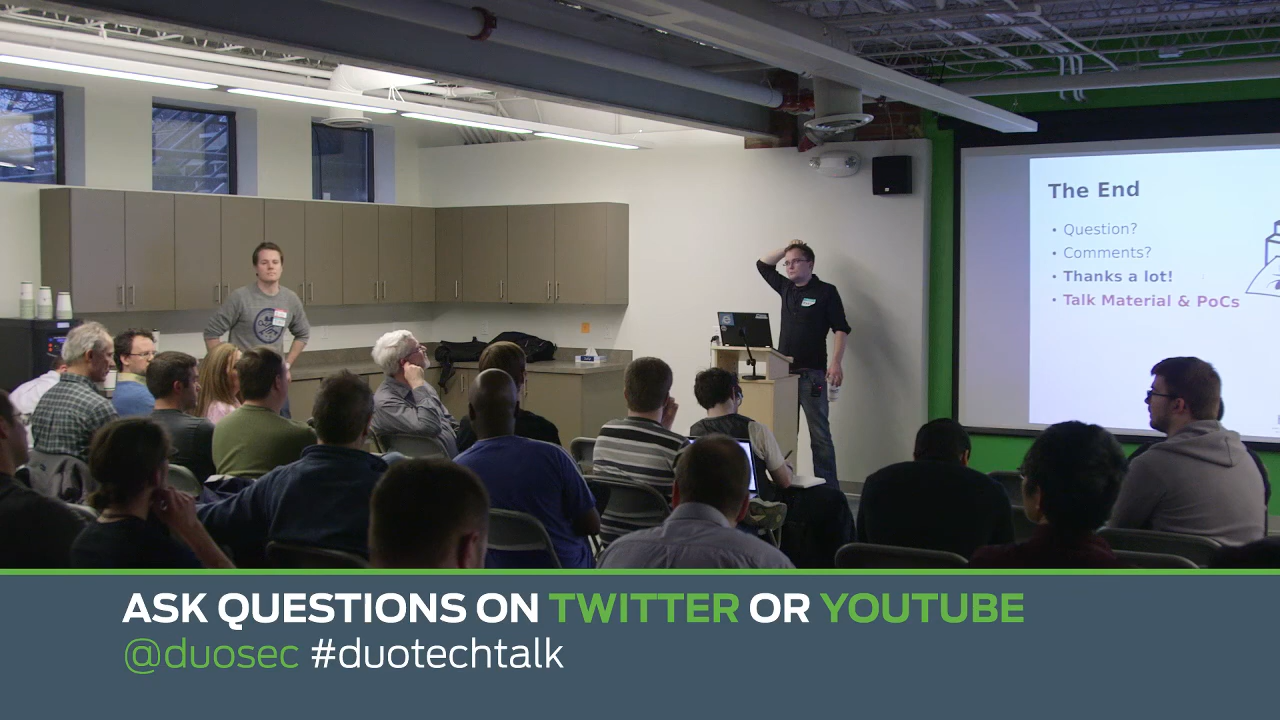 The End
• Question?
• Comments?
• Thanks a lot!
• Talk Material & PoCs
ASK QUESTIONS ON TWITTER OR YOUTUBE
@duosec #duotechtalk